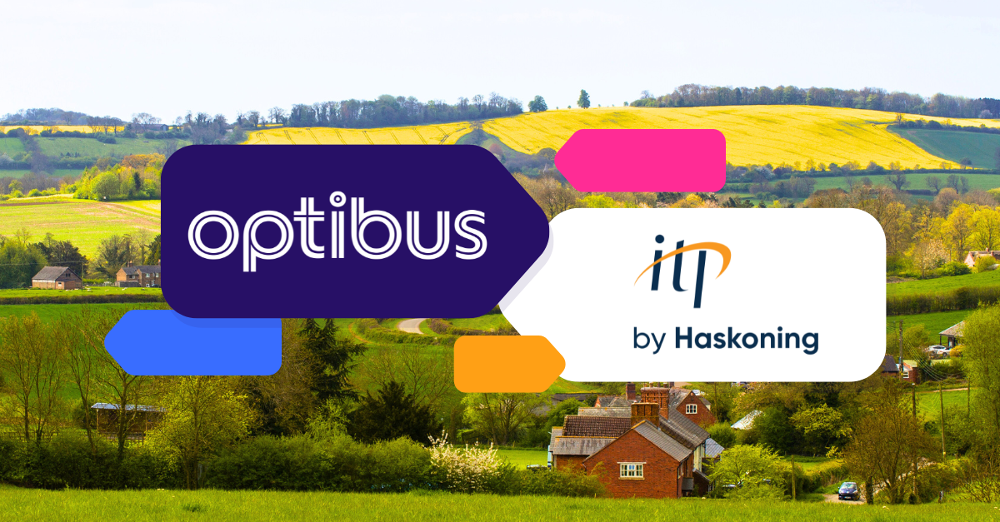 optibus
itp
by Haskoning